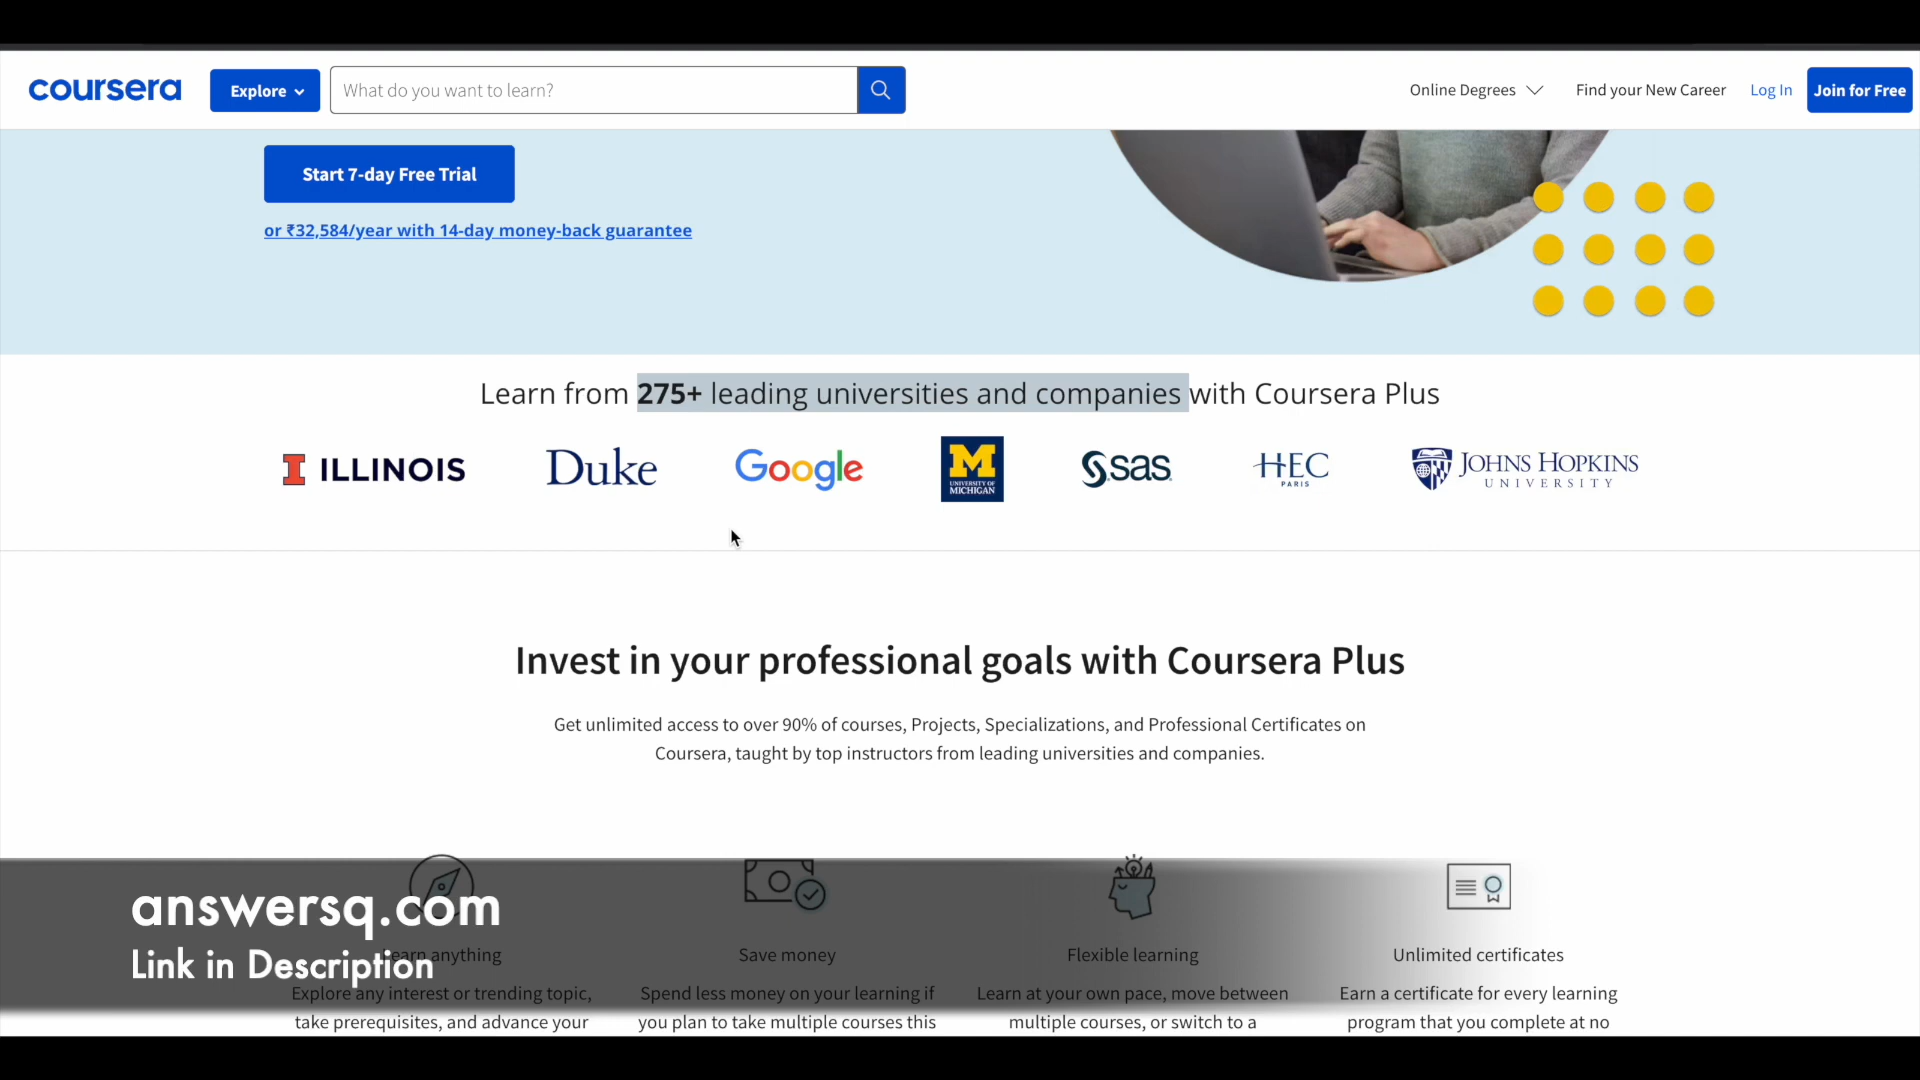 coursera
Explore
What do you want to learn?
Online Degrees
Find your New Career
Log In
Join for Free
Start 7-day Free Trial
or ₹32,584/year with 14-day money-back guarantee
Learn from 275+ leading universities and companies with Coursera Plus
I ILLINOIS
Duke
Google
M
UNIVERSITY OF
MICHIGAN
sas
HEC
PARIS
JOHNS HOPKINS
UNIVERSITY
Invest in your professional goals with Coursera Plus
Get unlimited access to over 90% of courses, Projects, Specializations, and Professional Certificates on
Coursera, taught by top instructors from leading universities and companies.
answersq.com
Link in Description
Learn anything
Explore any interest or trending topic,
take prerequisites, and advance your
Save money
Spend less money on your learning if
you plan to take multiple courses this
Flexible learning
Learn at your own pace, move between
multiple courses, or switch to a
Unlimited certificates
Earn a certificate for every learning
program that you complete at no